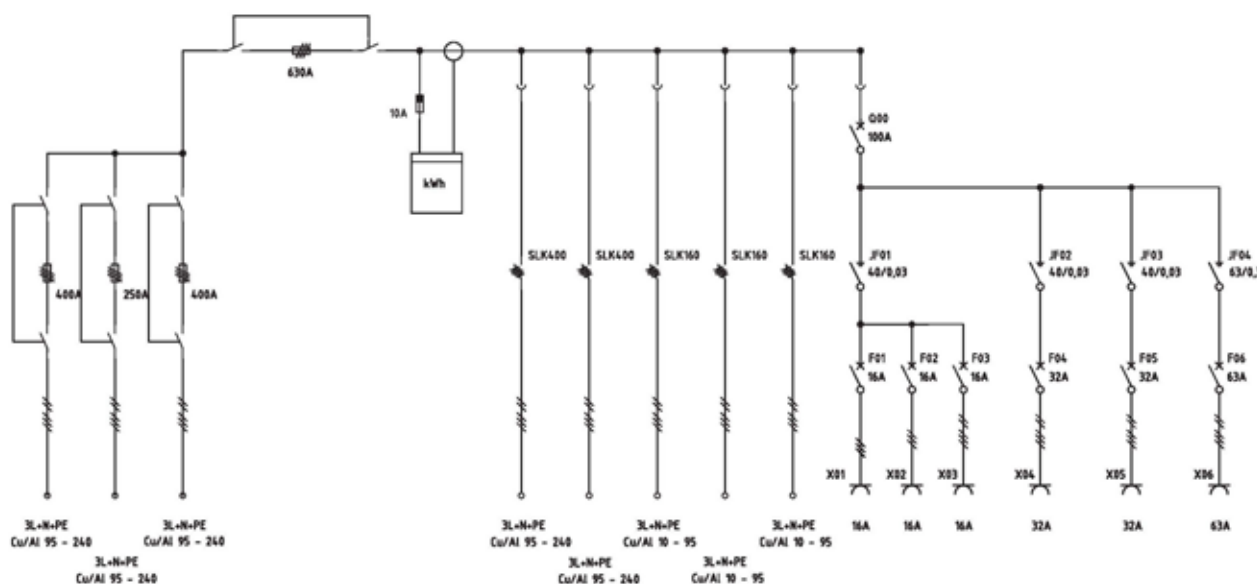 630A
10A
Q00
100A
kWh
SLK400
SLK400
SLK160
SLK160
SLK160
JF01
40/0,03
JF02
40/0,03
JF03
40/0,03
JF04
400A
250A
400A
F01
16A
F02
16A
F03
16A
F04
32A
F05
32A
F06
63A
X01
X02
X03
X04
X05
X06
3L+N+PE
Cu/Al 95 - 240
3L+N+PE
Cu/Al 95 - 240
3L+N+PE
Cu/Al 95 - 240
3L+N+PE
Cu/Al 95 - 240
3L+N+PE
Cu/Al 95 - 240
3L+N+PE
Cu/Al 10 - 95
3L+N+PE
Cu/Al 10 - 95
3L+N+PE
Cu/Al 10 - 95
16A
16A
16A
32A
32A
63A